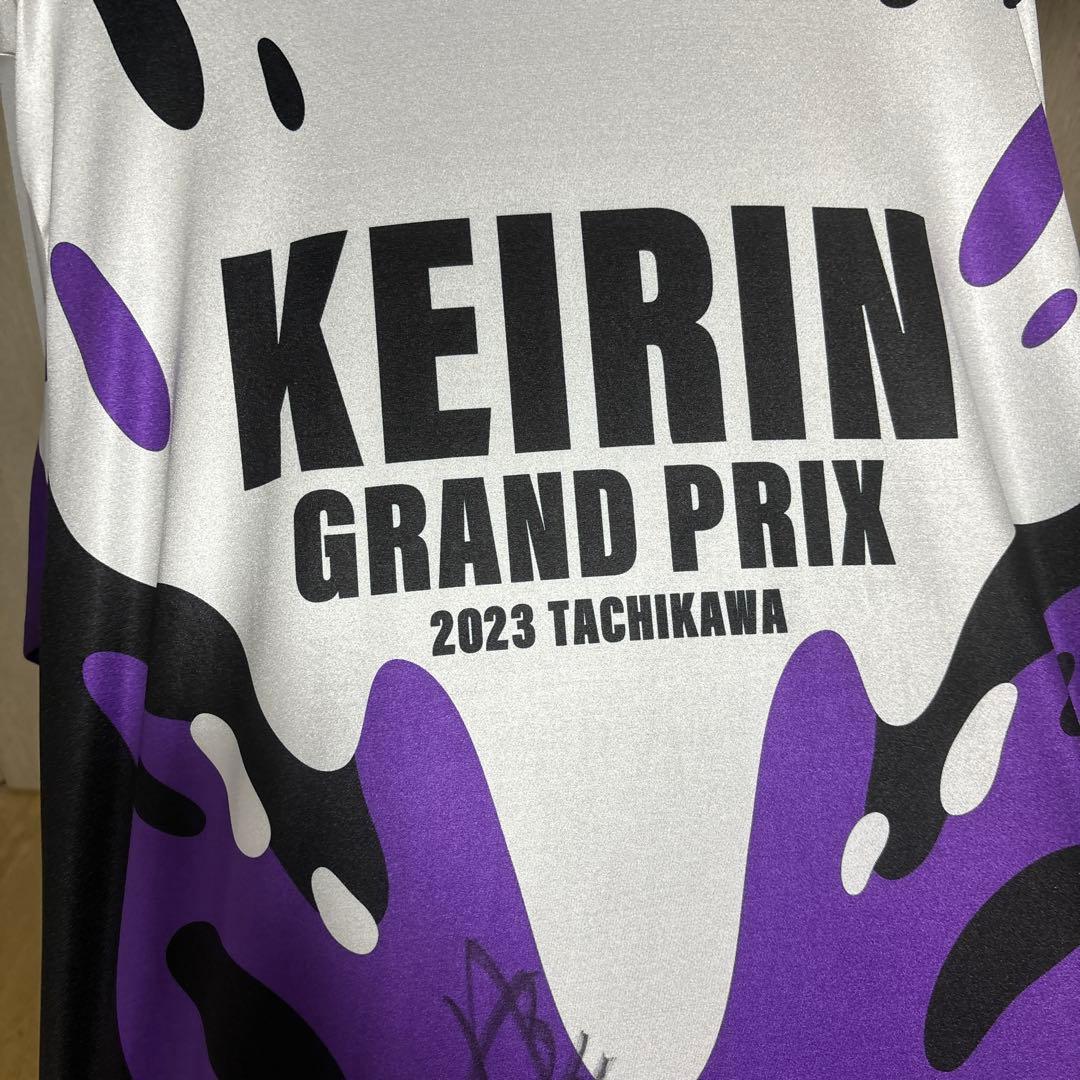 KEIRIN
GRAND PRIX
2023 TACHIKAWA